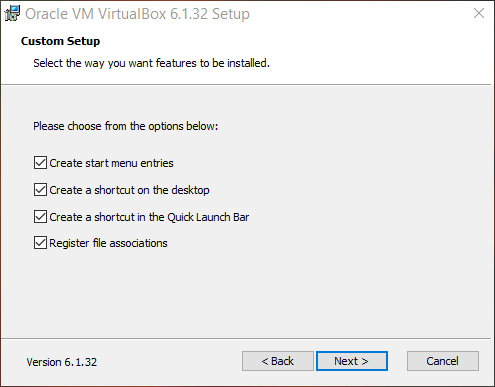 Oracle VM VirtualBox 6.1.32 Setup
Custom Setup
Select the way you want features to be installed.
Please choose from the options below:
Create start menu entries
Create a shortcut on the desktop
Create a shortcut in the Quick Launch Bar
Register file associations
Version 6.1.32
< Back
Next >
Cancel